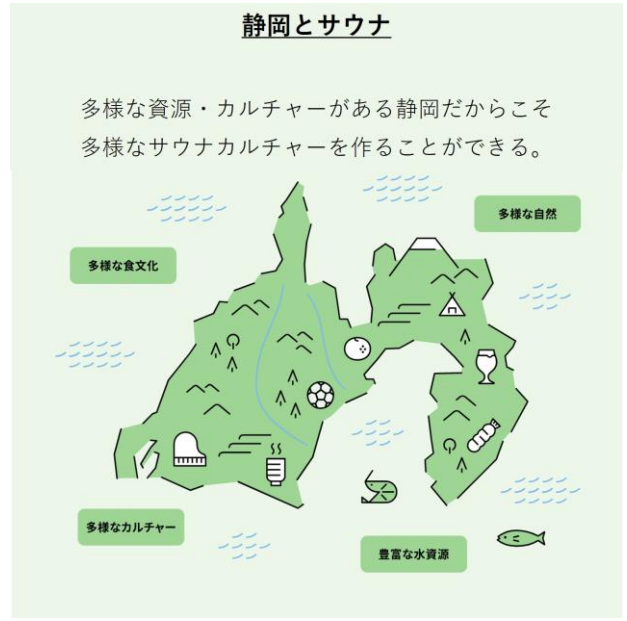 静岡とサウナ
多様な資源・カルチャーがある静岡だからこそ
多様なサウナカルチャーを作ることができる。
多様な自然
多様な食文化
多様なカルチャー
豊富な水資源